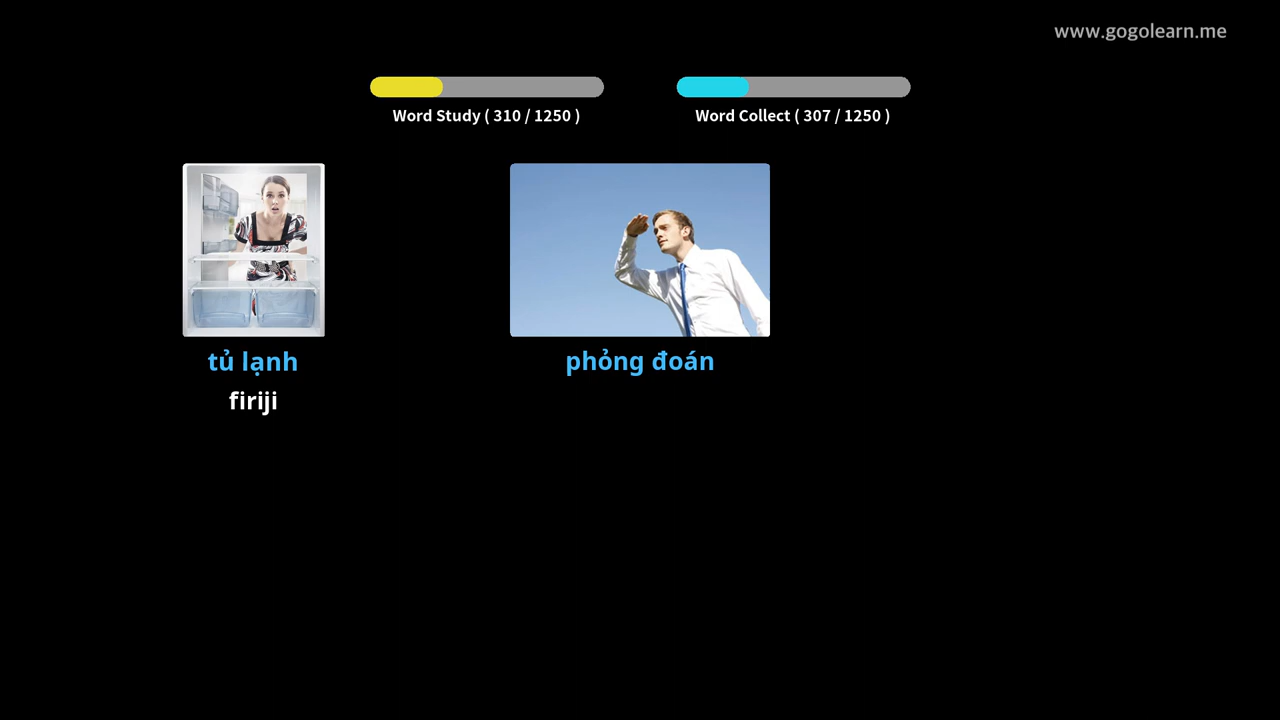 www.gogolearn.me
Word Study ( 310 / 1250 )
Word Collect ( 307 / 1250 )
tủ lạnh
phỏng đoán
firiji